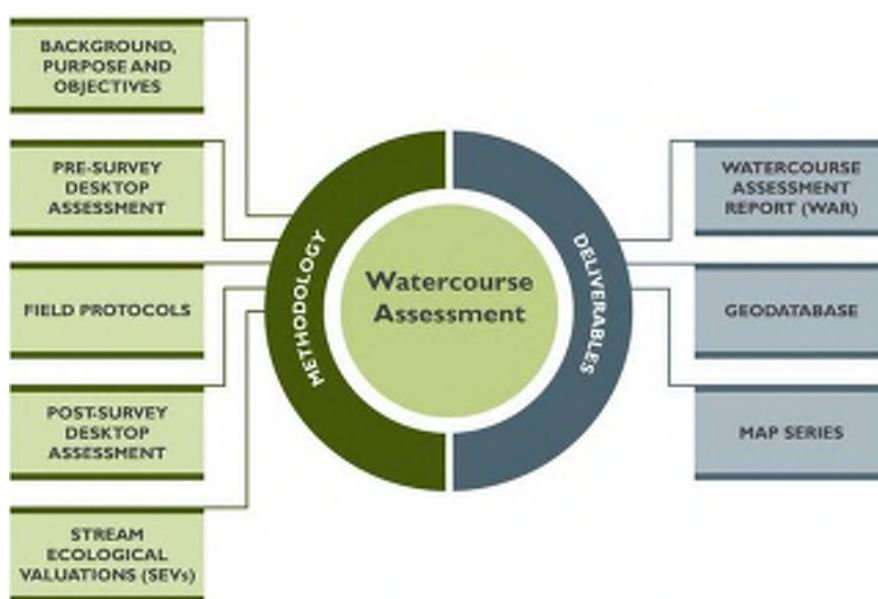 BACKGROUND,
PURPOSE AND
OBJECTIVES
PRE-SURVEY
DESKTOP
ASSESSMENT
FIELD PROTOCOLS
POST-SURVEY
DESKTOP
ASSESSMENT
STREAM
ECOLOGICAL
VALUATIONS (SEVs)
METHODOLOGY
Watercourse
Assessment
DELIVERABLES
WATERCOURSE
ASSESSMENT
REPORT (WAR)
GEODATABASE
MAP SERIES